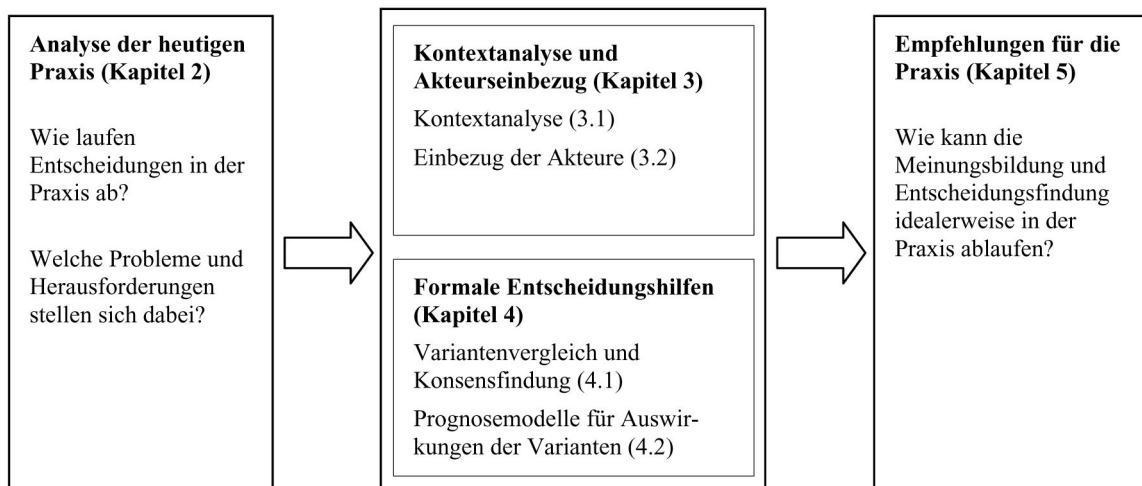 Analyse der heutigen
Praxis (Kapitel 2)
Wie laufen
Entscheidungen in der
Praxis ab?
Welche Probleme und
Herausforderungen
stellen sich dabei?
Kontextanalyse und
Akteurseinbezug (Kapitel 3)
Kontextanalyse (3.1)
Einbezug der Akteure (3.2)
Formale Entscheidungshilfen
(Kapitel 4)
Variantenvergleich und
Konsensfindung (4.1)
Prognosemodelle für Auswir-
kungen der Varianten (4.2)
Empfehlungen für die
Praxis (Kapitel 5)
Wie kann die
Meinungsbildung und
Entscheidungsfindung
idealerweise in der
Praxis ablaufen?